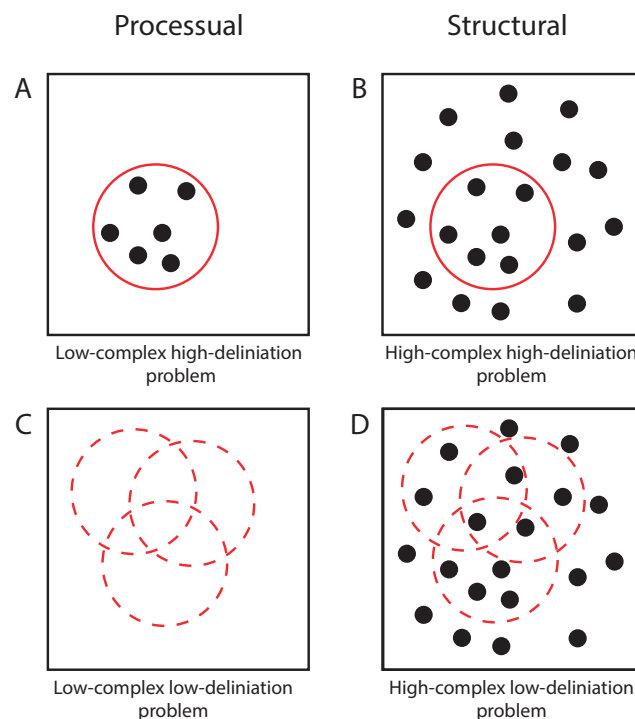 Processual
Structural
A
B
Low-complex high-deliniation
problem
High-complex high-deliniation
problem
C
D
Low-complex low-deliniation
problem
High-complex low-deliniation
problem